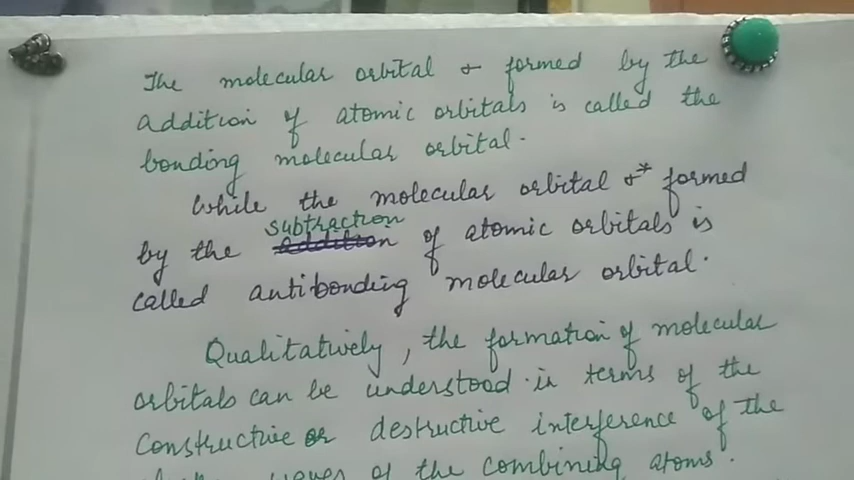 The molecular orbital σ formed by the
addition of atomic orbitals is called the
bonding molecular orbital.
While the molecular orbital σ* formed
by the subtraction of atomic orbitals is
called antibonding molecular orbital.
Qualitatively, the formation of molecular
orbitals can be understood in terms of the
constructive or destructive interference of the
waves of the combining atoms.